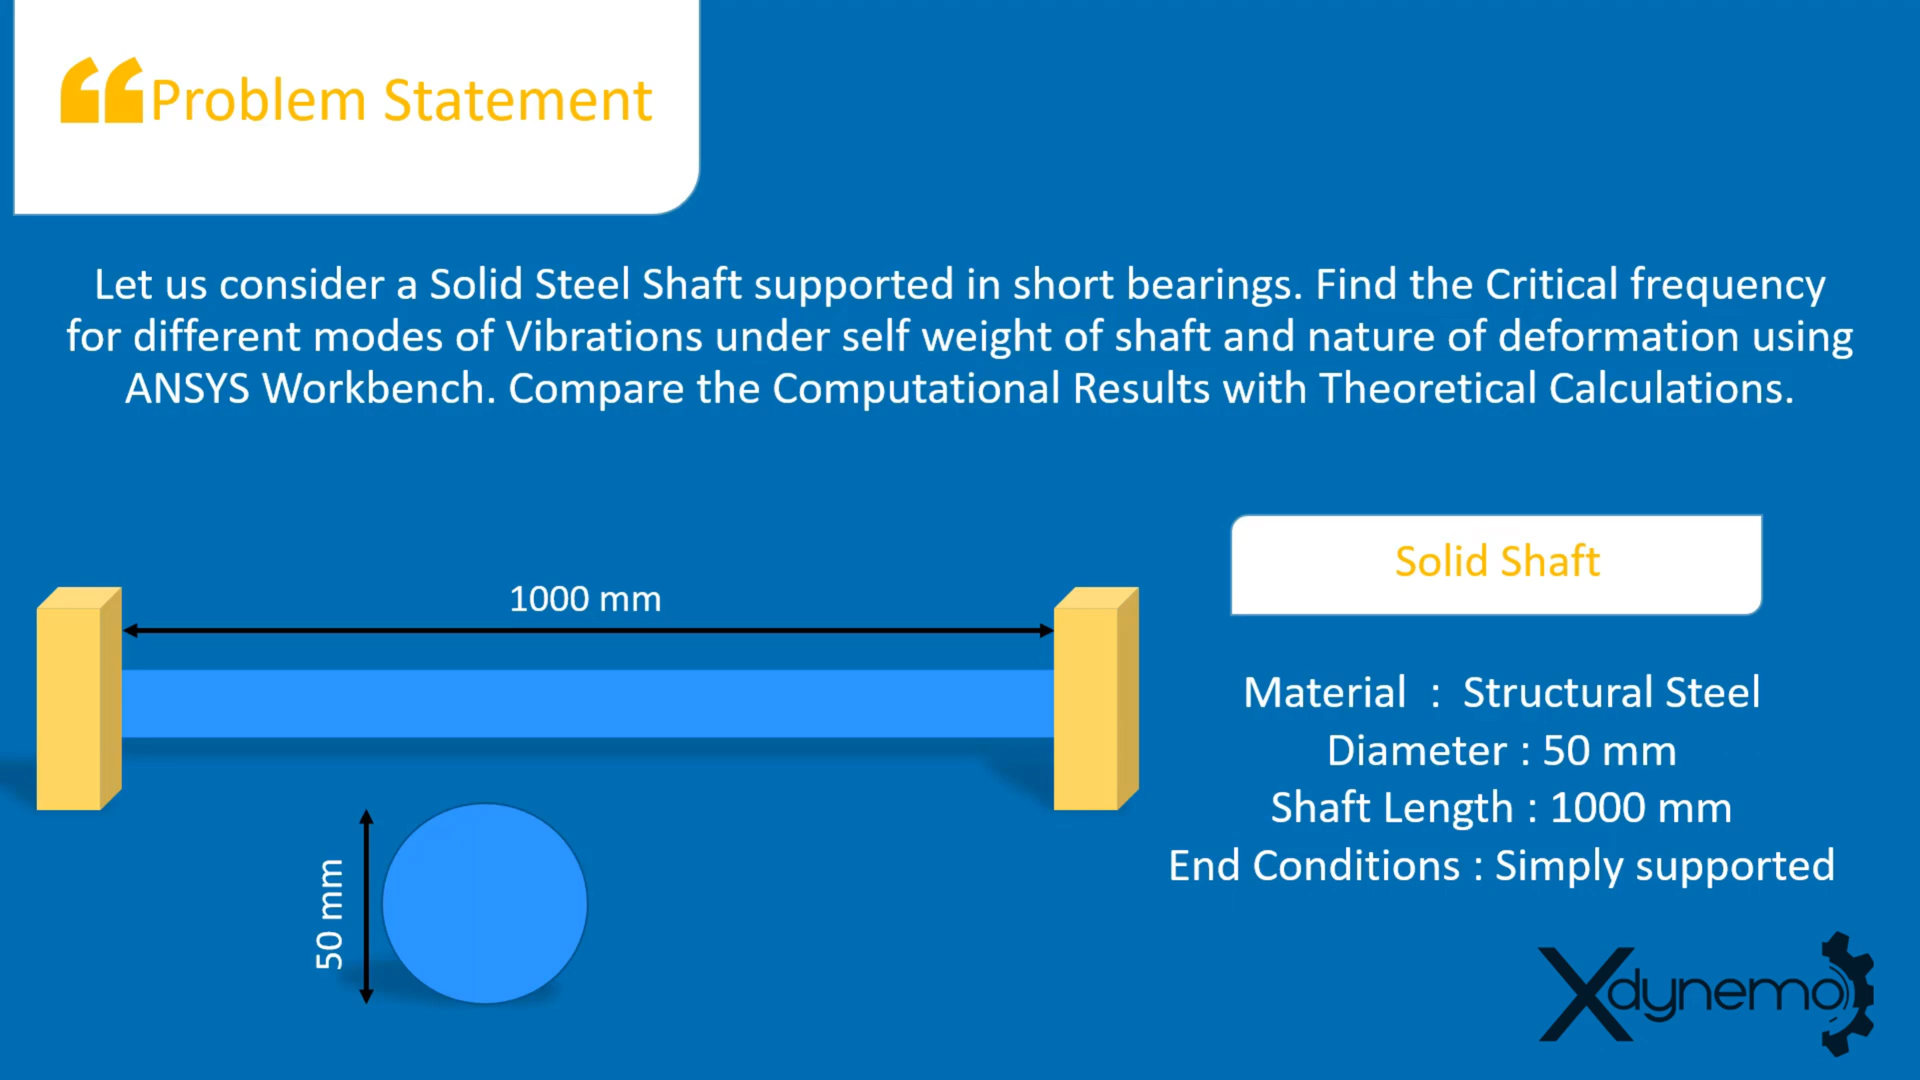 “Problem Statement
Let us consider a Solid Steel Shaft supported in short bearings. Find the Critical frequency
for different modes of Vibrations under self weight of shaft and nature of deformation using
ANSYS Workbench. Compare the Computational Results with Theoretical Calculations.
1000 mm
50 mm
Solid Shaft
Material : Structural Steel
Diameter : 50 mm
Shaft Length : 1000 mm
End Conditions : Simply supported
Xdynemo